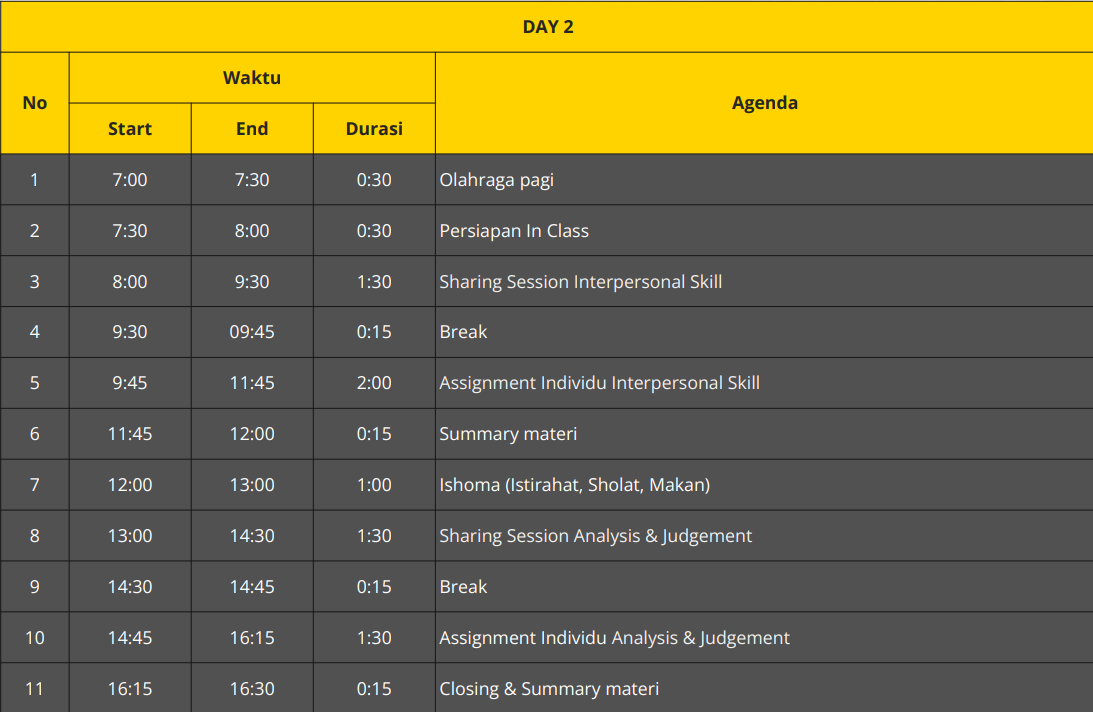 DAY 2
No Waktu Agenda
Start End Durasi
1 7:00 7:30 0:30 Olahraga pagi
2 7:30 8:00 0:30 Persiapan In Class
3 8:00 9:30 1:30 Sharing Session Interpersonal Skill
4 9:30 09:45 0:15 Break
5 9:45 11:45 2:00 Assignment Individu Interpersonal Skill
6 11:45 12:00 0:15 Summary materi
7 12:00 13:00 1:00 Ishoma (Istirahat, Sholat, Makan)
8 13:00 14:30 1:30 Sharing Session Analysis & Judgement
9 14:30 14:45 0:15 Break
10 14:45 16:15 1:30 Assignment Individu Analysis & Judgement
11 16:15 16:30 0:15 Closing & Summary materi